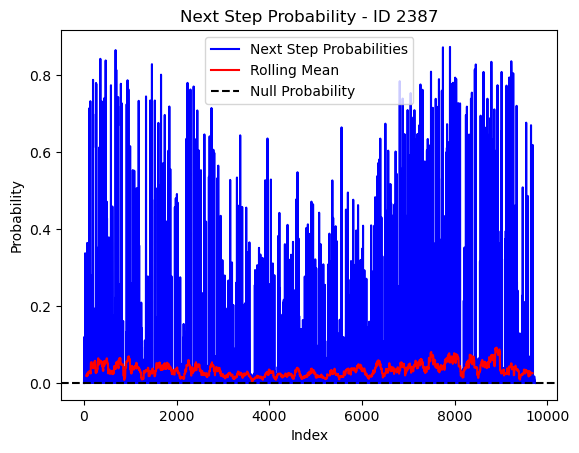 Next Step Probability - ID 2387
Next Step Probabilities
Rolling Mean
Null Probability
Probability
0.8
0.6
0.4
0.2
0.0
0
2000
4000
6000
8000
10000
Index